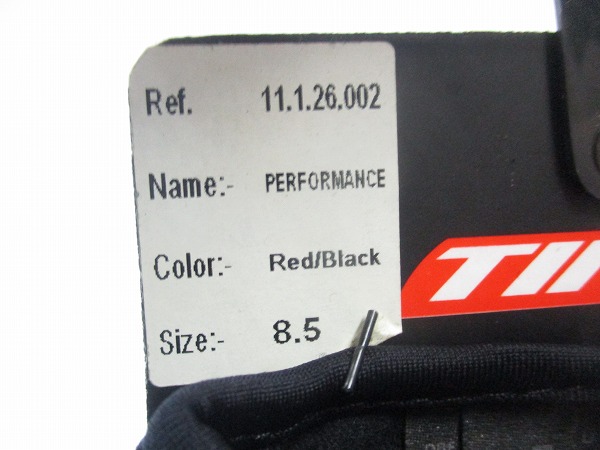 Ref. 11.1.26.002
Name:- PERFORMANCE
Color:- Red/Black
Size:- 8.5